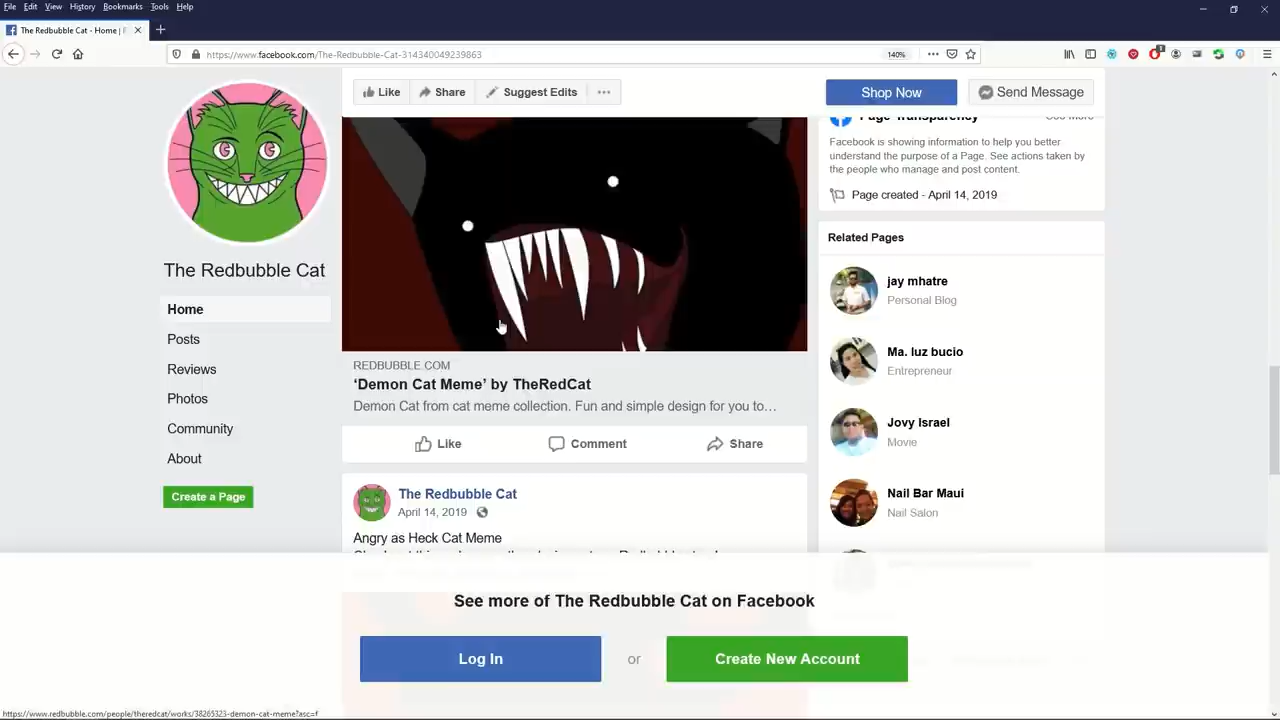 File Edit View History Bookmarks Tools Help
The Redbubble Cat - Home |
https://www.facebook.com/The-Redbubble-Cat-314340049239863
140%
Like
Share
Suggest Edits
Shop Now
Send Message
Page Transparency
See More
Facebook is showing information to help you better
understand the purpose of a Page. See actions taken by
the people who manage and post content.
Page created - April 14, 2019
The Redbubble Cat
Home
Posts
Reviews
Photos
Community
About
Create a Page
REDBUBBLE.COM
‘Demon Cat Meme’ by TheRedCat
Demon Cat from cat meme collection. Fun and simple design for you to…
Like
Comment
Share
The Redbubble Cat
April 14, 2019
Angry as Heck Cat Meme
Related Pages
jay mhatre
Personal Blog
Ma. luz bucio
Entrepreneur
Jovy israel
Movie
Nail Bar Maui
Nail Salon
See more of The Redbubble Cat on Facebook
Log In
or
Create New Account
https://www.redbubble.com/people/theredcat/works/38265323-demon-cat-meme?asc=f